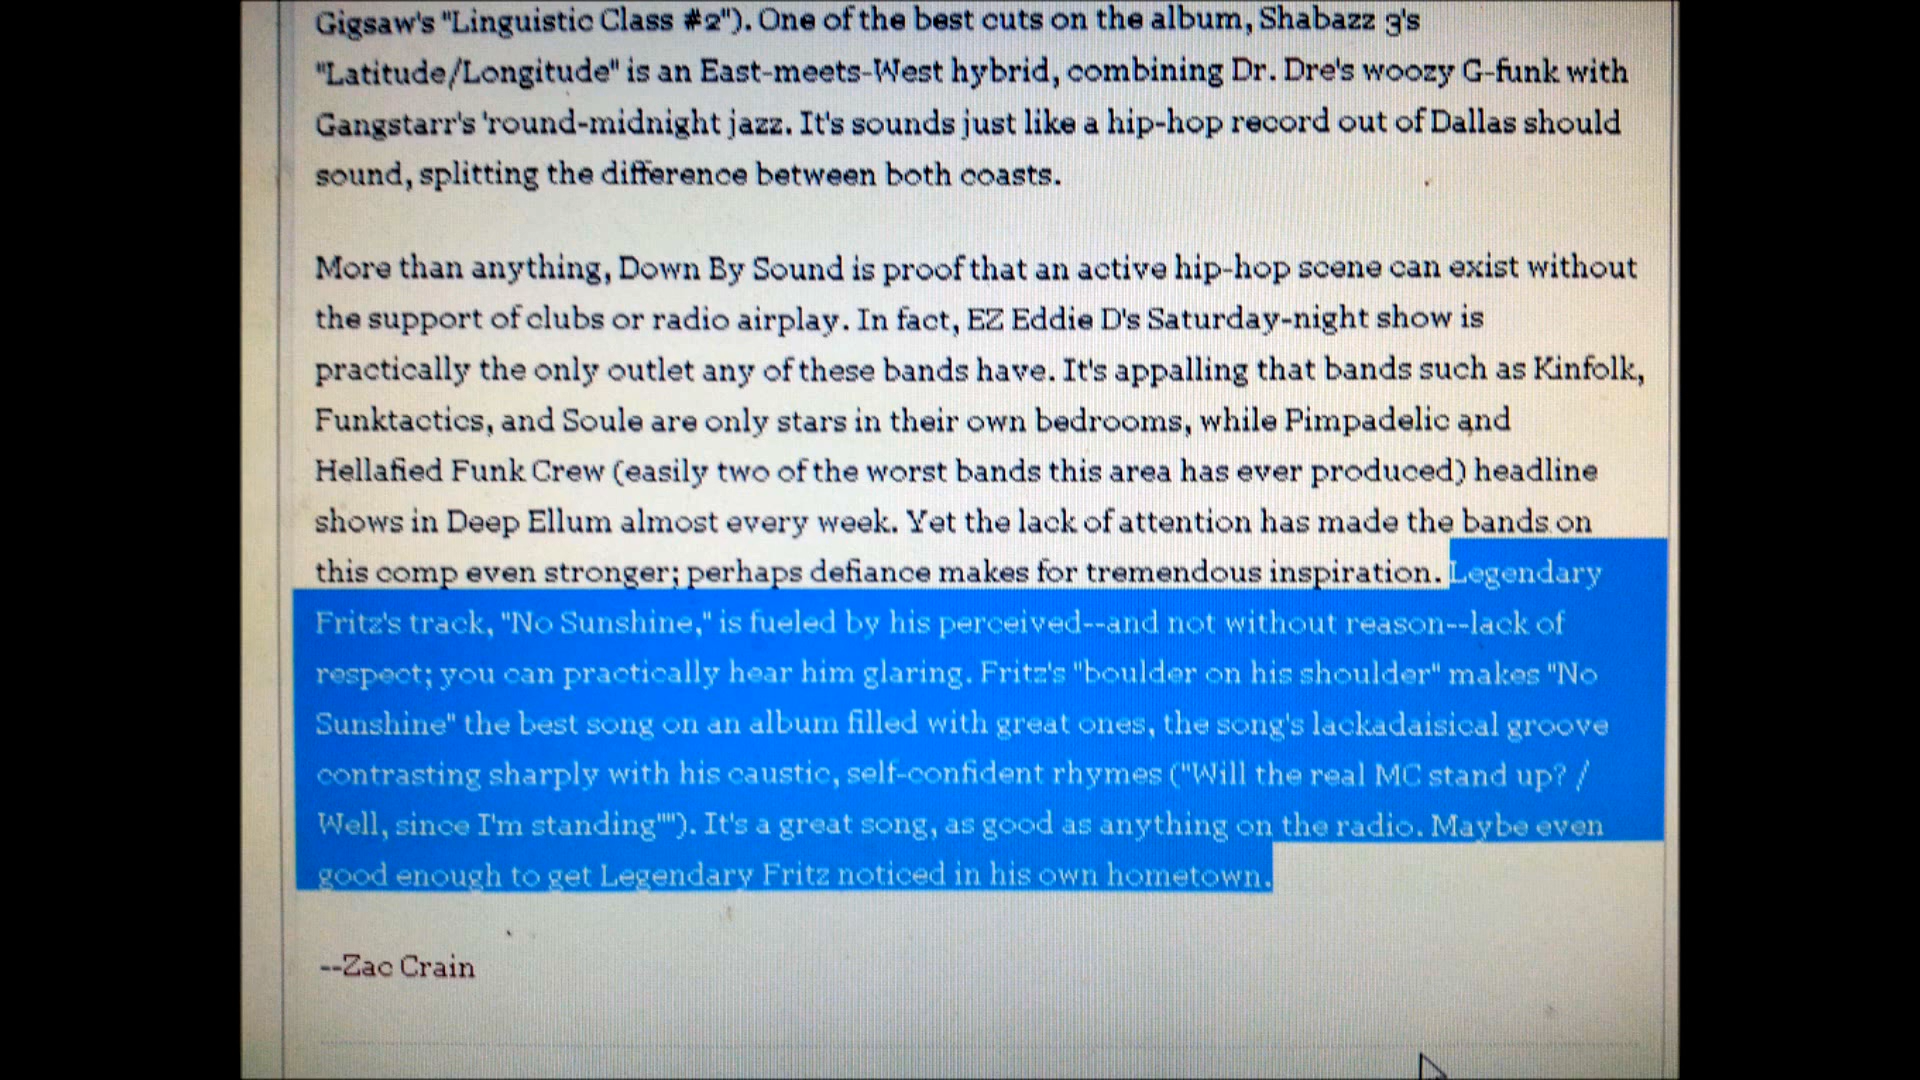 Gigsaw's "Linguistic Class #2"). One of the best cuts on the album, Shabazz 3's
"Latitude/Longitude" is an East-meets-West hybrid, combining Dr. Dre's woozy G-funk with
Gangstarr's 'round-midnight jazz. It's sounds just like a hip-hop record out of Dallas should
sound, splitting the difference between both coasts.
More than anything, Down By Sound is proof that an active hip-hop scene can exist without
the support of clubs or radio airplay. In fact, EZ Eddie D's Saturday-night show is
practically the only outlet any of these bands have. It's appalling that bands such as Kinfolk,
Funktactics, and Soule are only stars in their own bedrooms, while Pimpadelic and
Hellafied Funk Crew (easily two of the worst bands this area has ever produced) headline
shows in Deep Ellum almost every week. Yet the lack of attention has made the bands on
this comp even stronger; perhaps defiance makes for tremendous inspiration. Legendary
Fritz's track, "No Sunshine," is fueled by his perceived--and not without reason--lack of
respect; you can practically hear him glaring. Fritz's "boulder on his shoulder" makes "No
Sunshine" the best song on an album filled with great ones, the song's lackadaisical groove
contrasting sharply with his caustic, self-confident rhymes ("Will the real MC stand up? /
Well, since I'm standing""). It's a great song, as good as anything on the radio. Maybe even
good enough to get Legendary Fritz noticed in his own hometown.
--Zac Crain